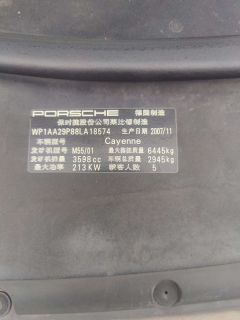 PORSCHE 德国制造
保时捷股份公司莱比锡制造
WP1AA29P88LA18574 生产日期 2007/11
车辆型号 Cayenne
发动机型号 M55/01 最大允许质量 6445kg
发动机排量 3598cc 车辆总质量 2945kg
最大功率 213KW 乘客人数 5